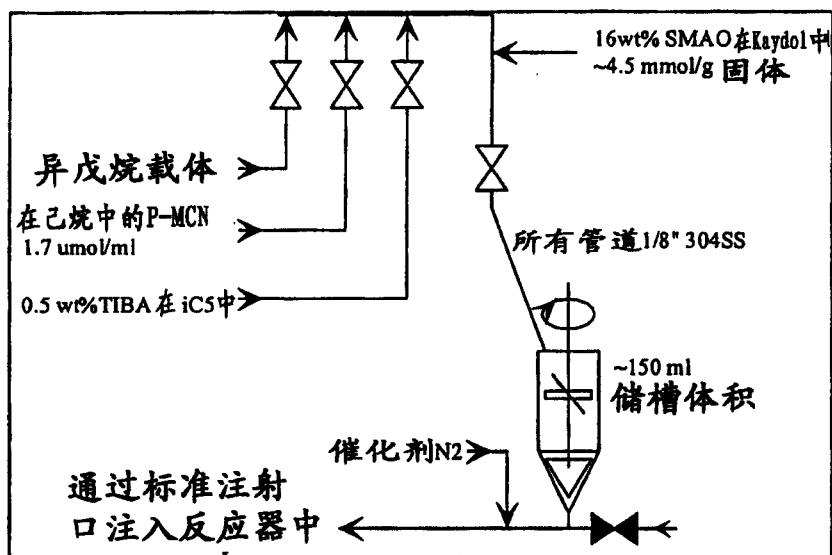 16wt% SMAO在Kaydol中
~4.5 mmol/g 固体
异戊烷载体
在己烷中的P-MCN
1.7 umol/ml
所有管道1/8" 304SS
0.5 wt%TIBA在 iC5中
~150 ml
储槽体积
催化剂N2
通过标准注射
口注入反应器中